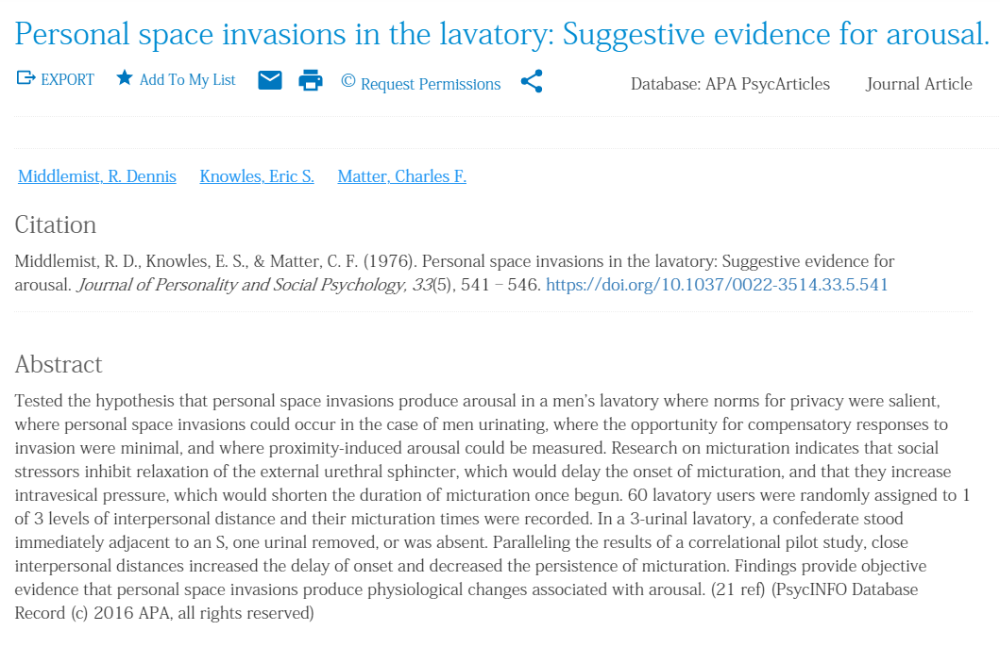 Personal space invasions in the lavatory: Suggestive evidence for arousal.
EXPORT Add To My List © Request Permissions Database: APA PsycArticles Journal Article
Middlemist, R. Dennis Knowles, Eric S. Matter, Charles F.
Citation
Middlemist, R. D., Knowles, E. S., & Matter, C. F. (1976). Personal space invasions in the lavatory: Suggestive evidence for
arousal. Journal of Personality and Social Psychology, 33(5), 541 – 546. https://doi.org/10.1037/0022-3514.33.5.541
Abstract
Tested the hypothesis that personal space invasions produce arousal in a men's lavatory where norms for privacy were salient,
where personal space invasions could occur in the case of men urinating, where the opportunity for compensatory responses to
invasion were minimal, and where proximity-induced arousal could be measured. Research on micturation indicates that social
stressors inhibit relaxation of the external urethral sphincter, which would delay the onset of micturation, and that they increase
intravesical pressure, which would shorten the duration of micturation once begun. 60 lavatory users were randomly assigned to 1
of 3 levels of interpersonal distance and their micturation times were recorded. In a 3-urinal lavatory, a confederate stood
immediately adjacent to an S, one urinal removed, or was absent. Paralleling the results of a correlational pilot study, close
interpersonal distances increased the delay of onset and decreased the persistence of micturation. Findings provide objective
evidence that personal space invasions produce physiological changes associated with arousal. (21 ref) (PsycINFO Database
Record (c) 2016 APA, all rights reserved)